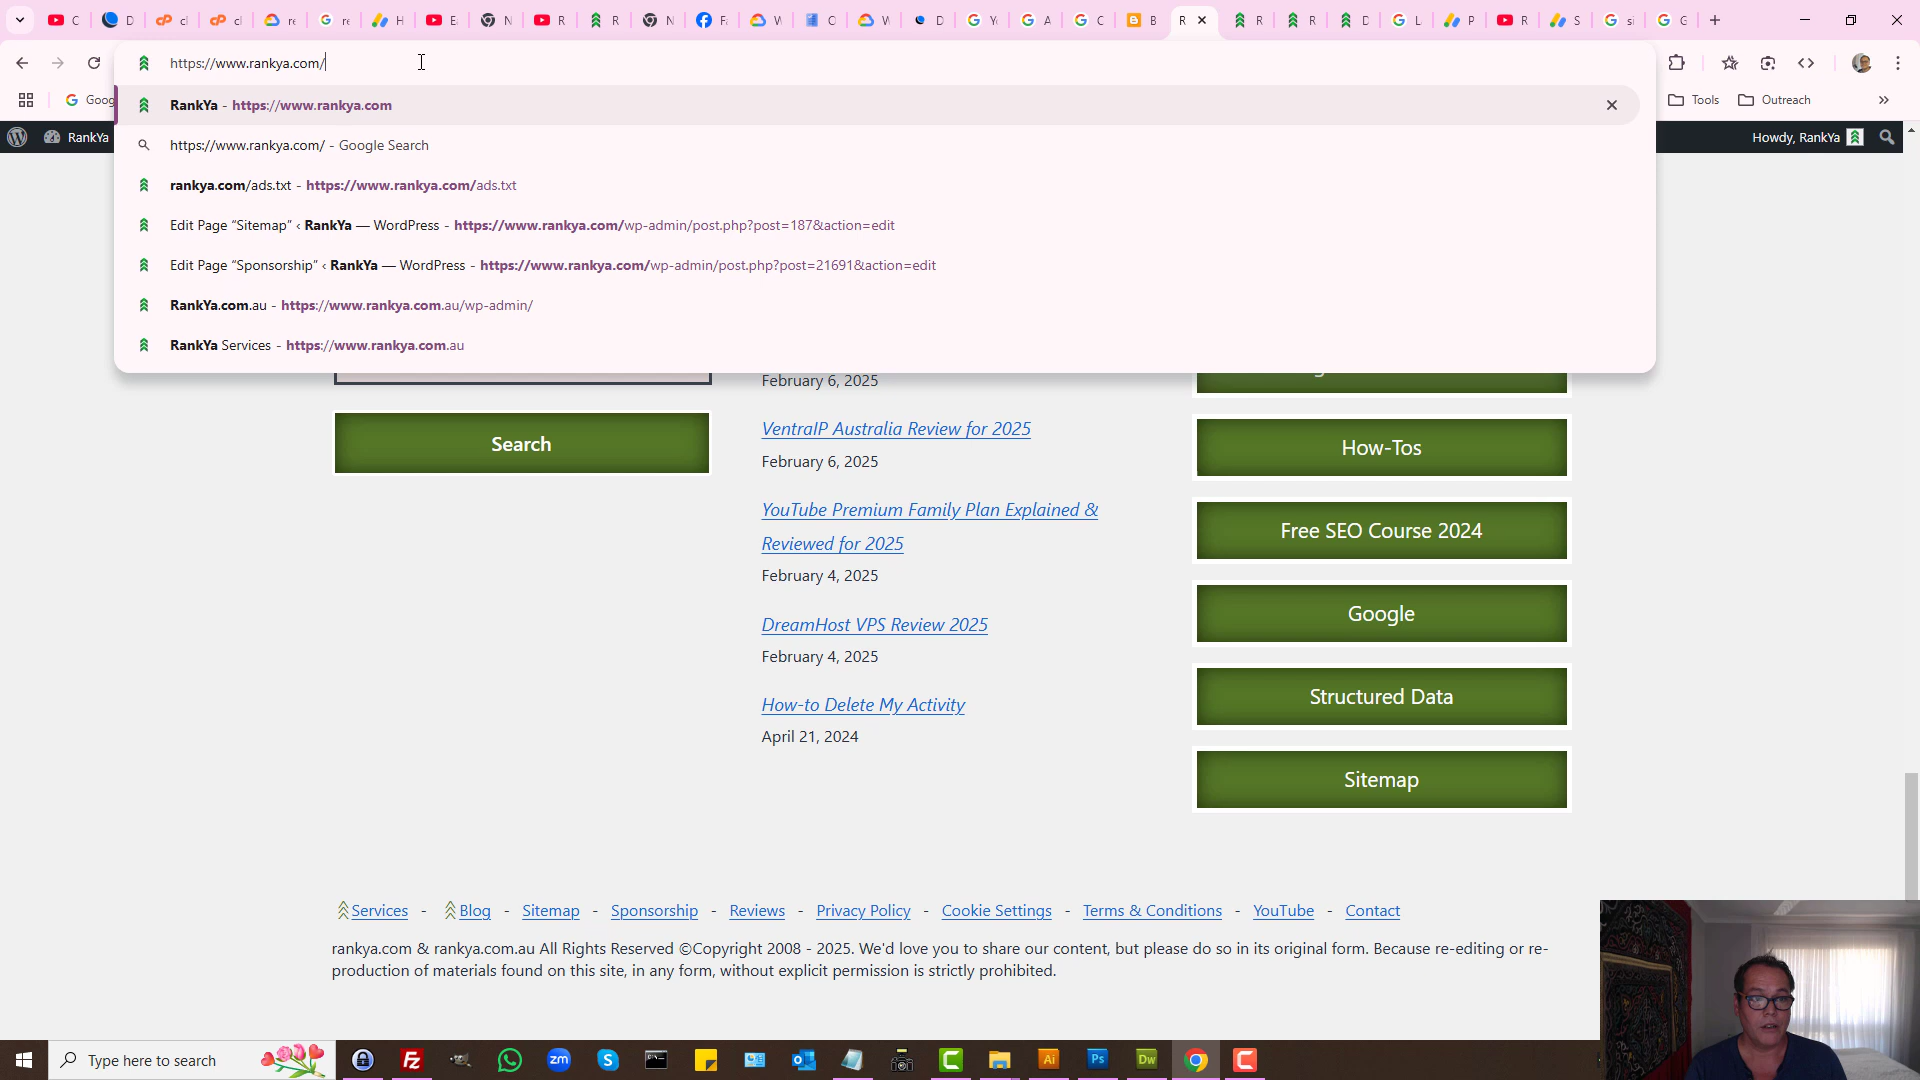 https://www.rankya.com/
Goog
Tools
Outreach
RankYa - https://www.rankya.com
RankYa
Howdy, RankYa
https://www.rankya.com/ - Google Search
rankya.com/ads.txt - https://www.rankya.com/ads.txt
Edit Page “Sitemap” ‹ RankYa — WordPress - https://www.rankya.com/wp-admin/post.php?post=187&action=edit
Edit Page “Sponsorship” ‹ RankYa — WordPress - https://www.rankya.com/wp-admin/post.php?post=21691&action=edit
RankYa.com.au - https://www.rankya.com.au/wp-admin/
RankYa Services - https://www.rankya.com.au
February 6, 2025
VentraIP Australia Review for 2025
February 6, 2025
YouTube Premium Family Plan Explained &
Reviewed for 2025
February 4, 2025
DreamHost VPS Review 2025
February 4, 2025
How-to Delete My Activity
April 21, 2024
Search
How-Tos
Free SEO Course 2024
Google
Structured Data
Sitemap
Services - Blog - Sitemap - Sponsorship - Reviews - Privacy Policy - Cookie Settings - Terms & Conditions - YouTube - Contact
rankya.com & rankya.com.au All Rights Reserved ©Copyright 2008 - 2025. We'd love you to share our content, but please do so in its original form. Because re-editing or re-
production of materials found on this site, in any form, without explicit permission is strictly prohibited.
Type here to search